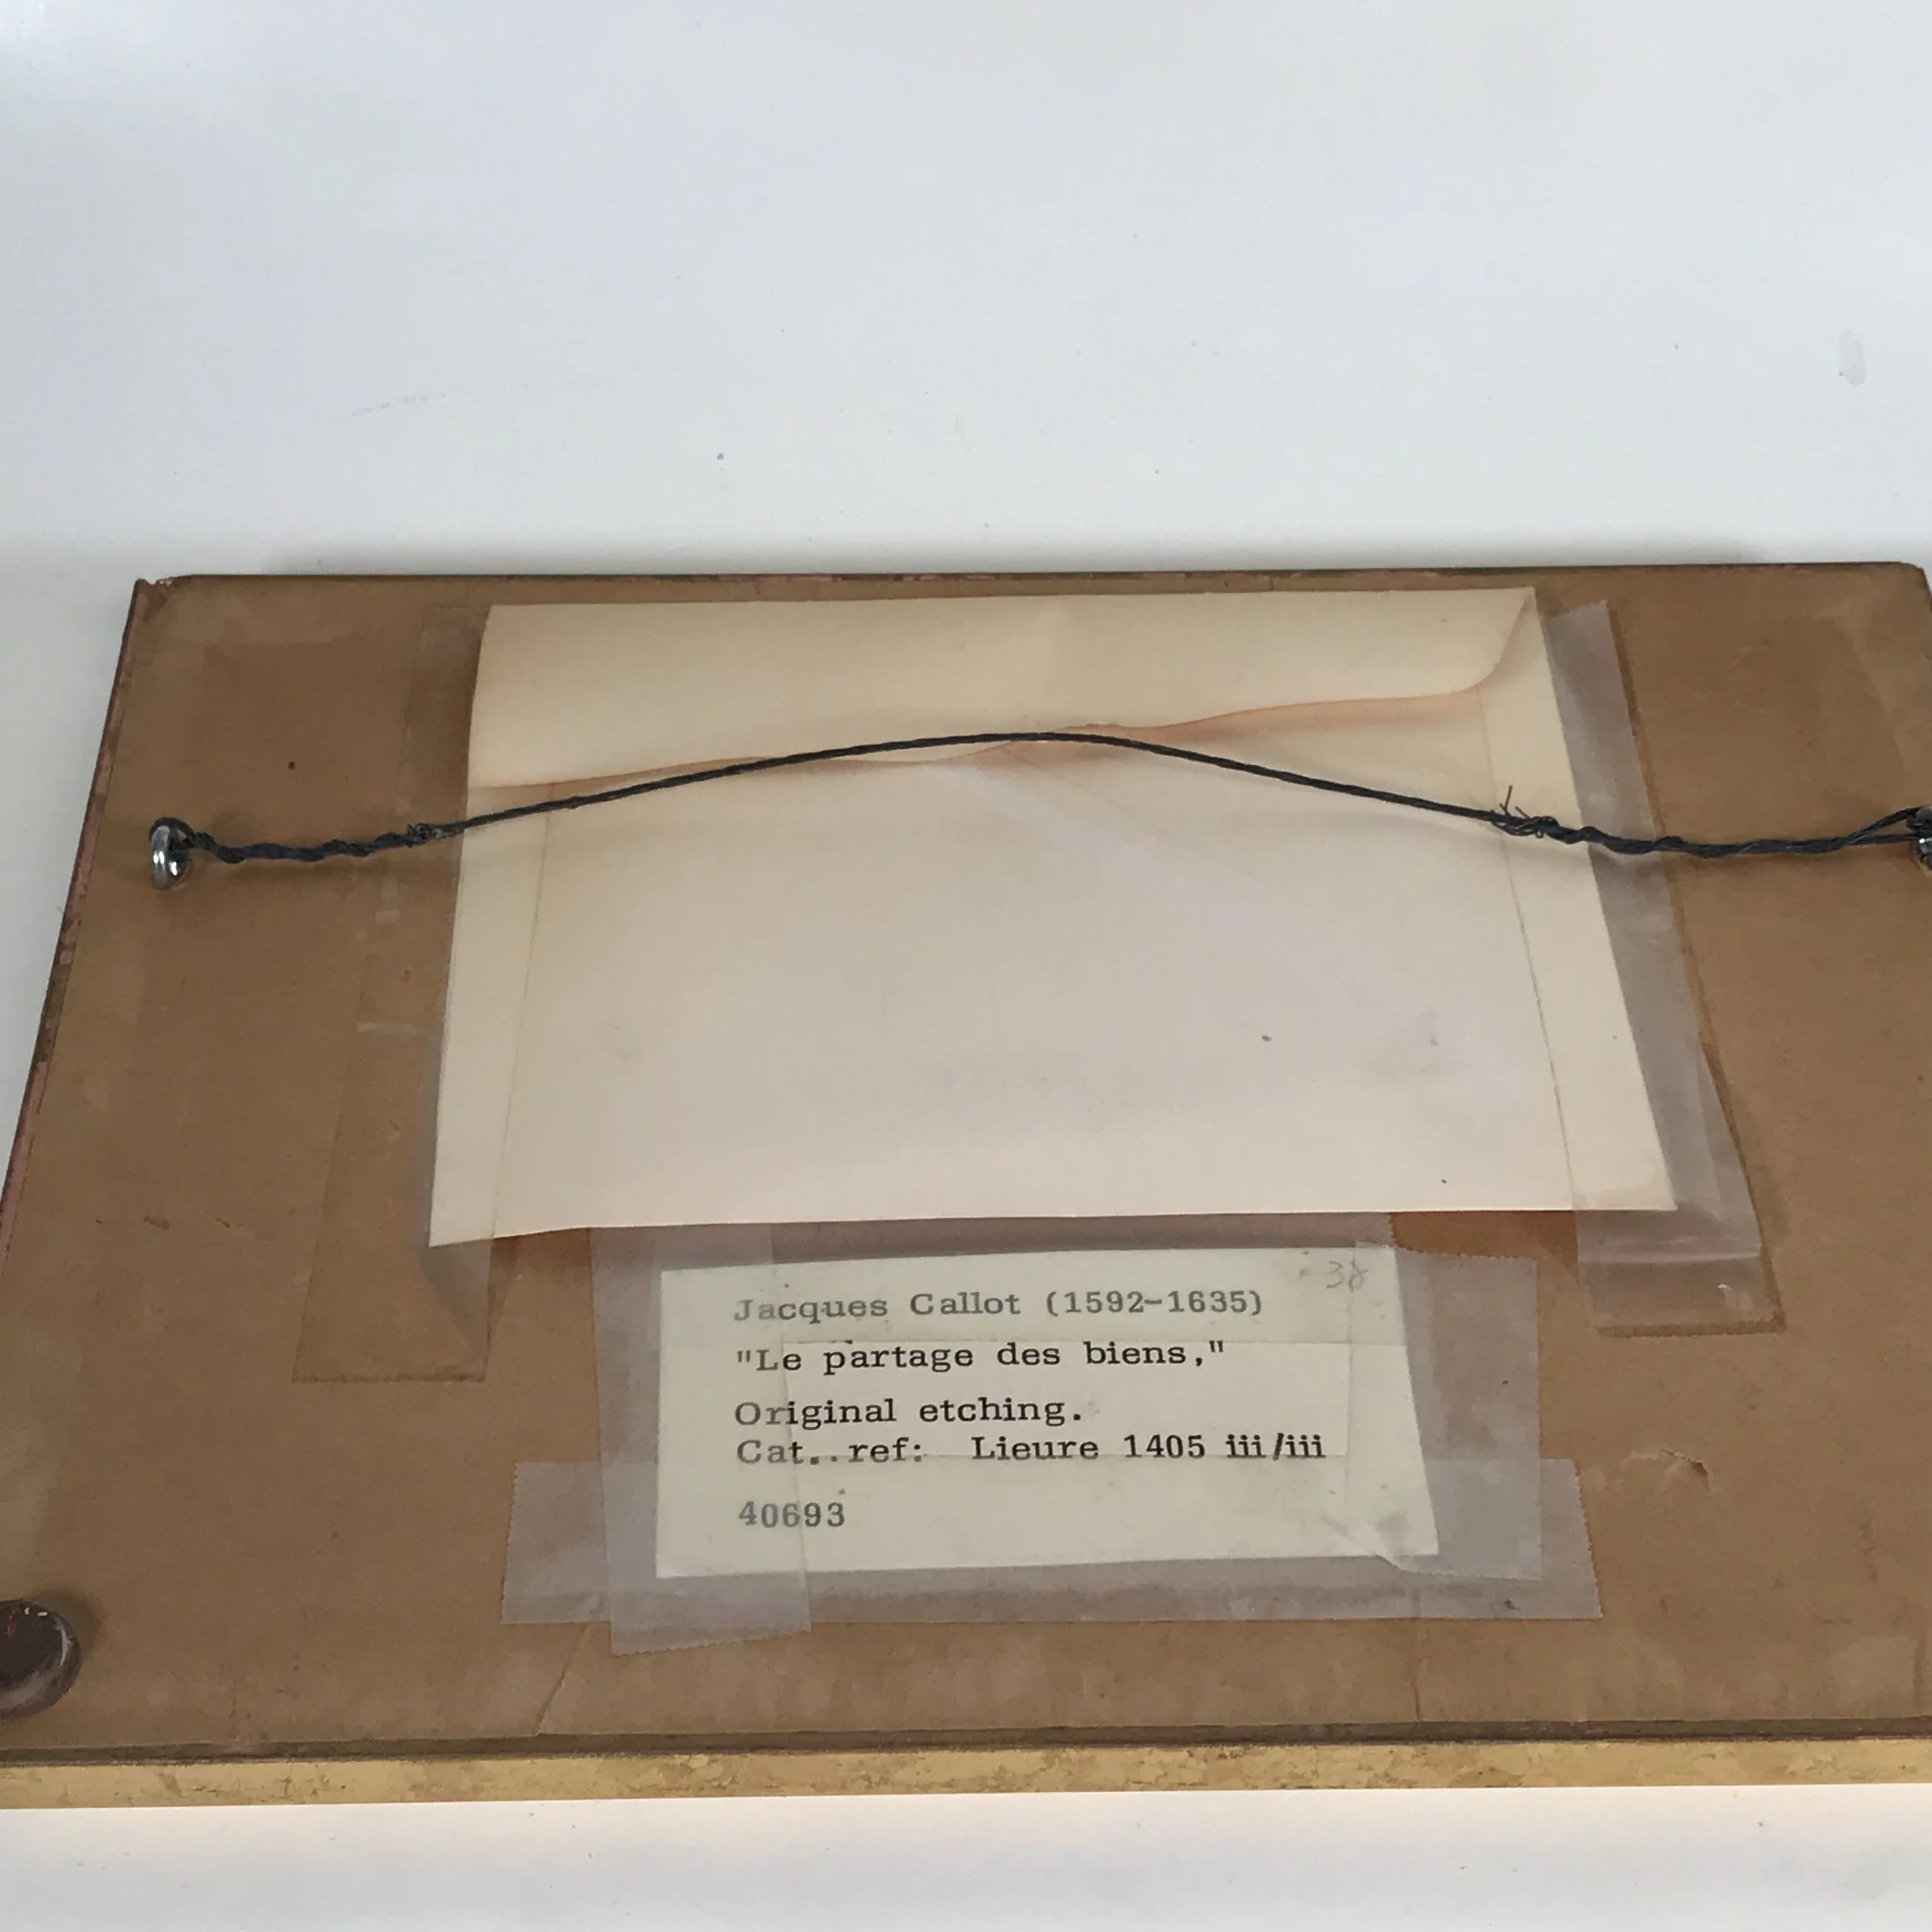 - 38
Jacques Callot (1592-1635)
"Le partage des biens,"
Original etching.
Cat..ref: Lieure 1405 iii/iii
40693